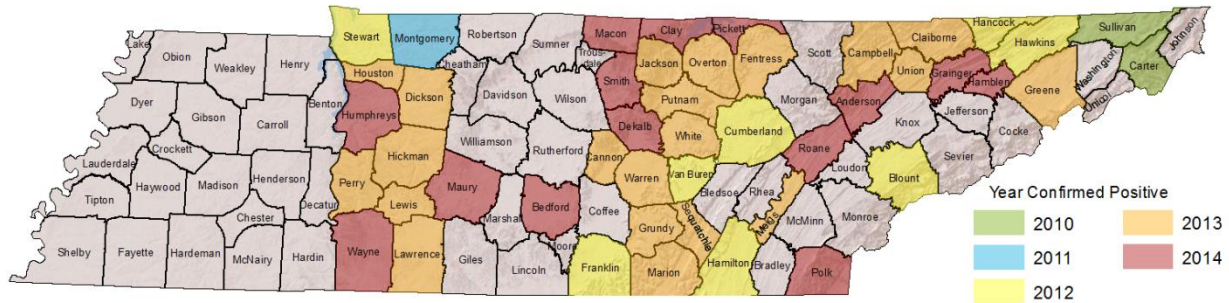 Lake
Obion
Weakley
Henry
Stewart
Montgomery
Robertson
Sumner
Macon
Clay
Pickett
Scott
Campbell
Claiborne
Hancock
Hawkins
Sullivan
Johnson
Carter
Washington
Unicoi
Greene
Hamblen
Grainger
Union
Anderson
Morgan
Fentress
Overton
Jackson
Trous-
dale
Smith
Cheatham
Houston
Dickson
Davidson
Wilson
Putnam
Dekalb
White
Cumberland
Roane
Knox
Jefferson
Cocke
Sevier
Blount
Loudon
Monroe
McMinn
Meigs
Rhea
Bledsoe
Van Buren
Warren
Cannon
Rutherford
Williamson
Hickman
Humphreys
Benton
Carroll
Gibson
Dyer
Crockett
Lauderdale
Haywood
Madison
Henderson
Decatur
Perry
Lewis
Maury
Marshal
Bedford
Coffee
Grundy
Sequatchie
Tipton
Chester
Shelby
Fayette
Hardeman
McNairy
Hardin
Wayne
Lawrence
Giles
Lincoln
Moore
Franklin
Marion
Hamilton
Bradley
Polk
Year Confirmed Positive
2010
2011
2012
2013
2014